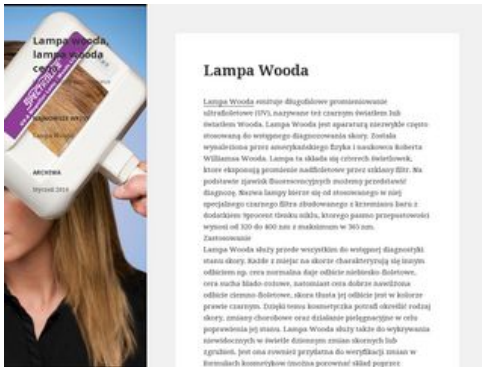 Lampa Wooda,
lampa wooda
cena
NAJNOWSZE WPISY
Lampa Wooda
ARCHIWA
Styczeń 2016
Lampa Wooda
Lampa Wooda emituje długofalowe promieniowanie
ultrafioletowe (UV), nazywane też czarnym światłem lub
światłem Wooda. Lampa Wooda jest aparaturą niezwykle często
stosowaną do wstępnego diagnozowania skóry. Została
wynaleziona przez amerykańskiego fizyka i naukowca Roberta
Williamsa Wooda. Lampa ta składa się czterech świetlówek,
które eksponują promienie nadfioletowe przez szklany filtr. Na
podstawie zjawisk fluorescencyjnych możemy przedstawić
diagnozę. Nazwa lampy bierze się od stosowanego w niej
specjalnego czarnego filtra zbudowanego z krzemianu baru z
dodatkiem 9procent tlenku niklu, którego pasmo przepustowości
wynosi od 320 do 400 nm z maksimum w 365 nm.
Zastosowanie
Lampa Wooda służy przede wszystkim do wstępnej diagnostyki
stanu skóry. Każde z miejsc na skórze charakteryzują się innym
odbiciem np. cera normalna daje odbicie niebiesko-fioletowe,
cera sucha blado-różowe, natomiast cera dobrze nawilżona
odbicie ciemno-fioletowe, skóra tłusta jej odbicie jest w kolorze
prawie czarnym. Dzięki temu kosmetyczka potrafi określić rodzaj
skóry, zmiany chorobowe oraz działanie pielęgnacyjne w celu
poprawienia jej stanu. Lampa Wooda służy także do wykrywania
niewidocznych w świetle dziennym zmian skórnych lub
zgrubień. Jest ona również przydatna do weryfikacji zmian w
formułach kosmetyków (można porównać skład poprzez